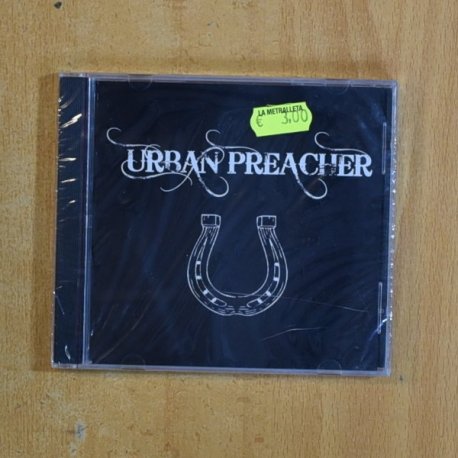 LA METRALLETA
€ 3.00
URBAN PREACHER